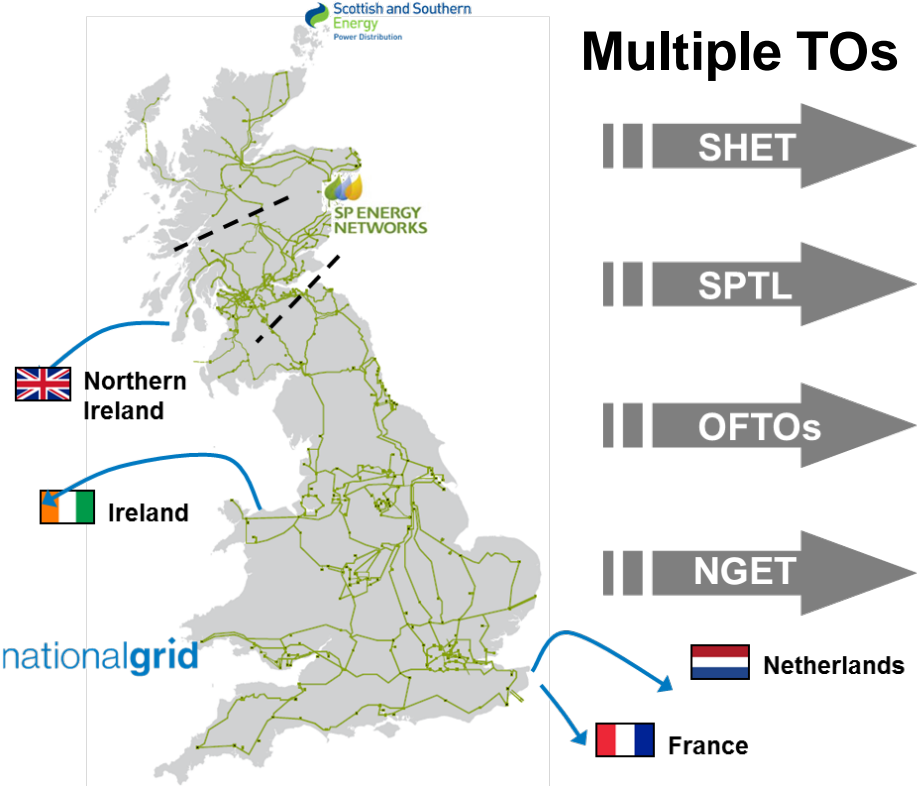 Scottish and Southern
Energy
Power Distribution
Multiple TOs
SHET
SP ENERGY
NETWORKS
SPTL
Northern
Ireland
OFTOs
Ireland
NGET
nationalgrid
Netherlands
France